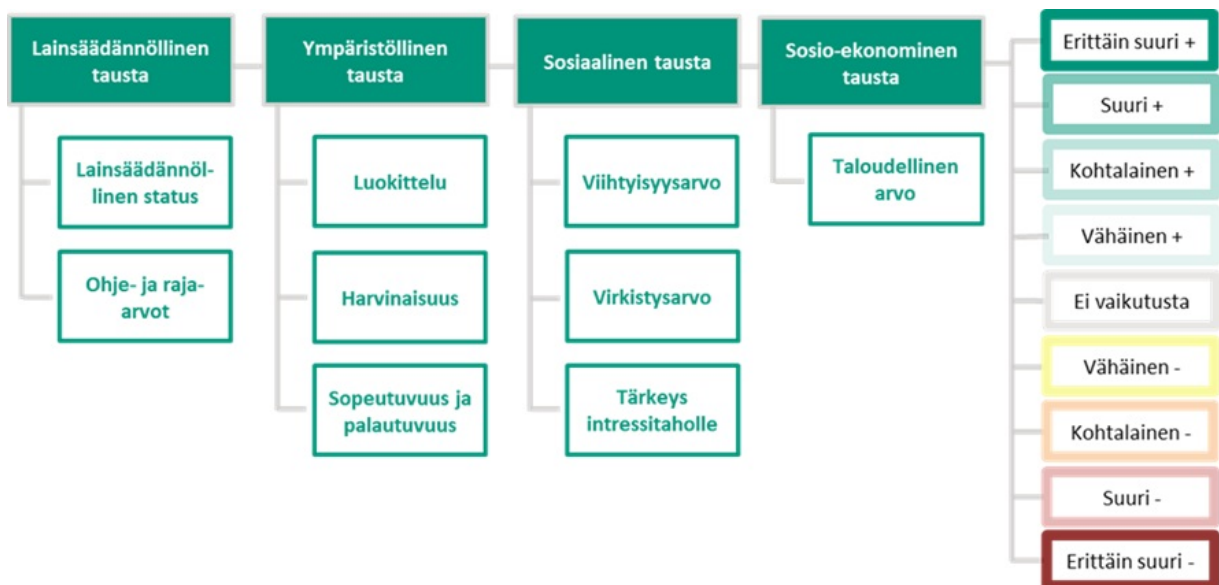 Lainsäädännöllinen
tausta
Lainsäädännöl-
linen status
Ohje- ja raja-
arvot
Ympäristöllinen
tausta
Luokittelu
Harvinaisuus
Sopeutuvuus ja
palautuvuus
Sosiaalinen tausta
Viihtyisyysarvo
Virkistysarvo
Tärkeys
intressitaholle
Sosio-ekonominen
tausta
Taloudellinen
arvo
Erittäin suuri +
Suuri +
Kohtalainen +
Vähäinen +
Ei vaikutusta
Vähäinen -
Kohtalainen -
Suuri -
Erittäin suuri -